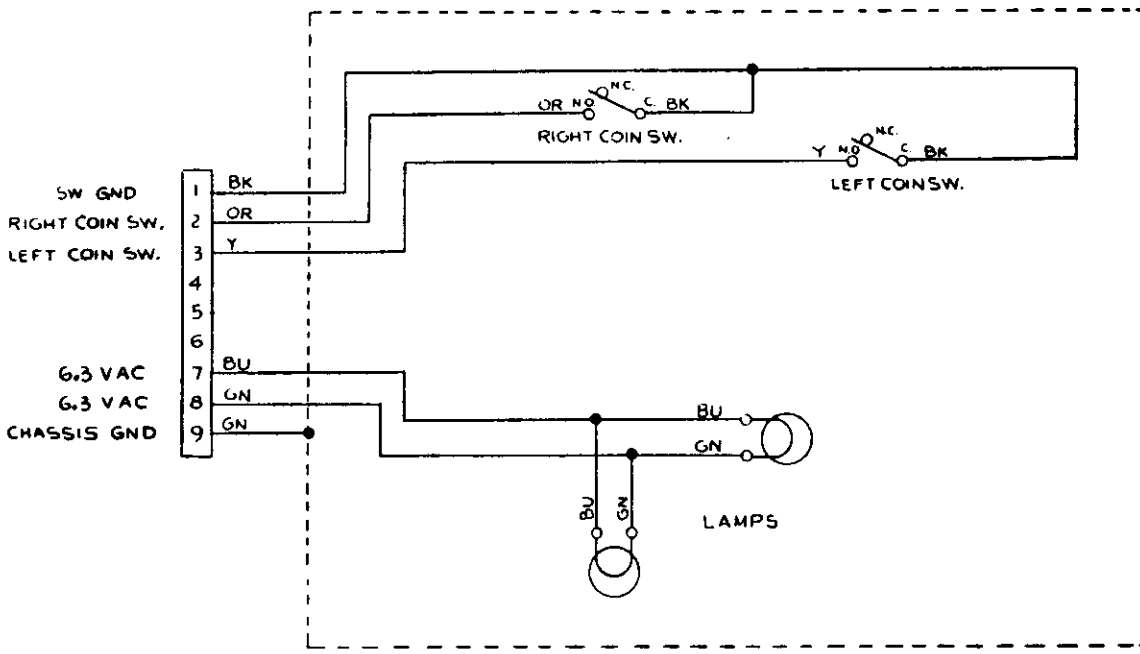 N.C.
OR N.O. C. BK
RIGHT COIN SW.
N.C.
Y N.O C. BK
LEFT COIN SW.
SW GND 1 BK
RIGHT COIN SW. 2 OR
LEFT COIN SW. 3 Y
4
5
6
6.3 VAC 7 BU
6.3 VAC 8 GN
CHASSIS GND 9 GN
BU
GN
BU GN
LAMPS